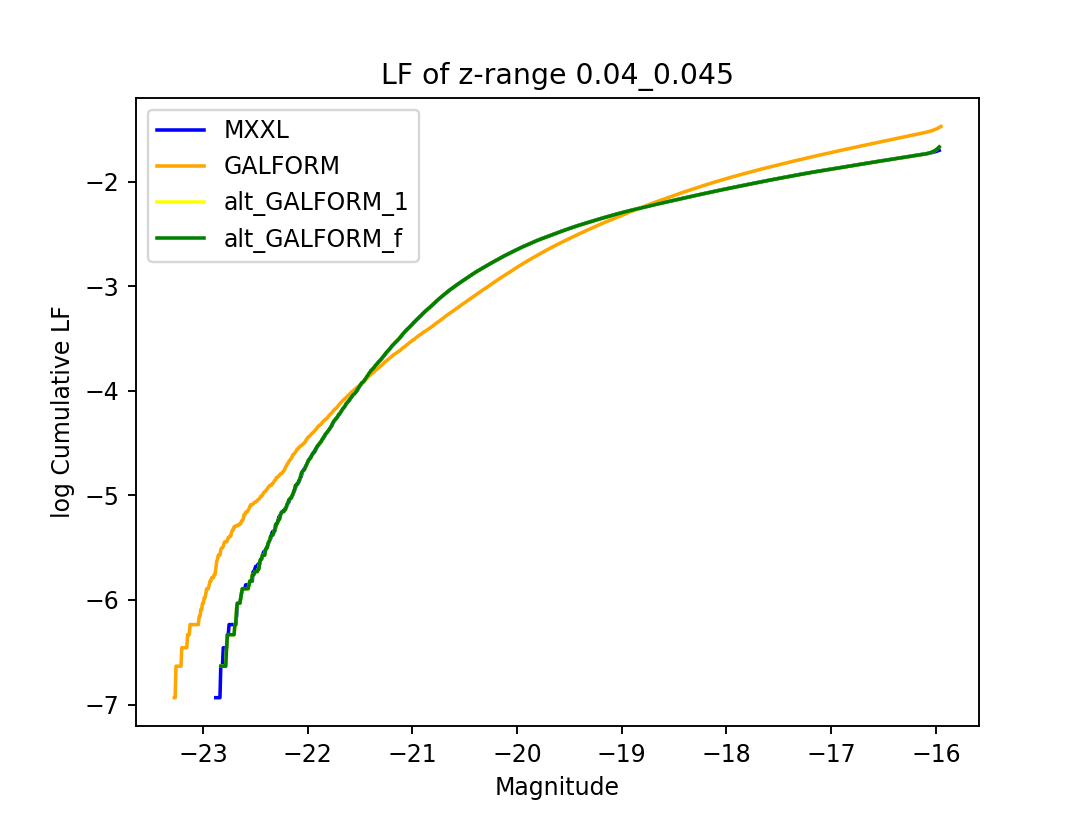 LF of z-range 0.04_0.045
MXXL
GALFORM
alt_GALFORM_1
alt_GALFORM_f
log Cumulative LF
−2
−3
−4
−5
−6
−7
−23 −22 −21 −20 −19 −18 −17 −16
Magnitude